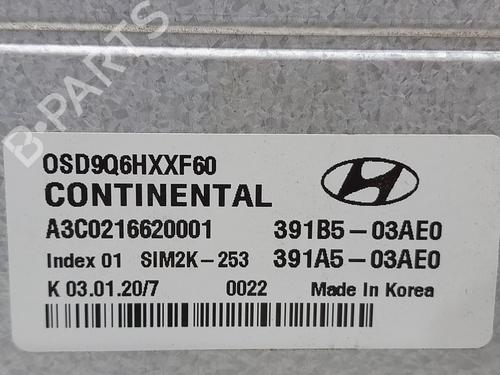 B-PARTS
OSD9Q6HXXF60
CONTINENTAL
A3C0216620001 391B5-03AE0
Index 01 SIM2K-253 391A5-03AE0
K 03.01.20/7 0022 Made In Korea